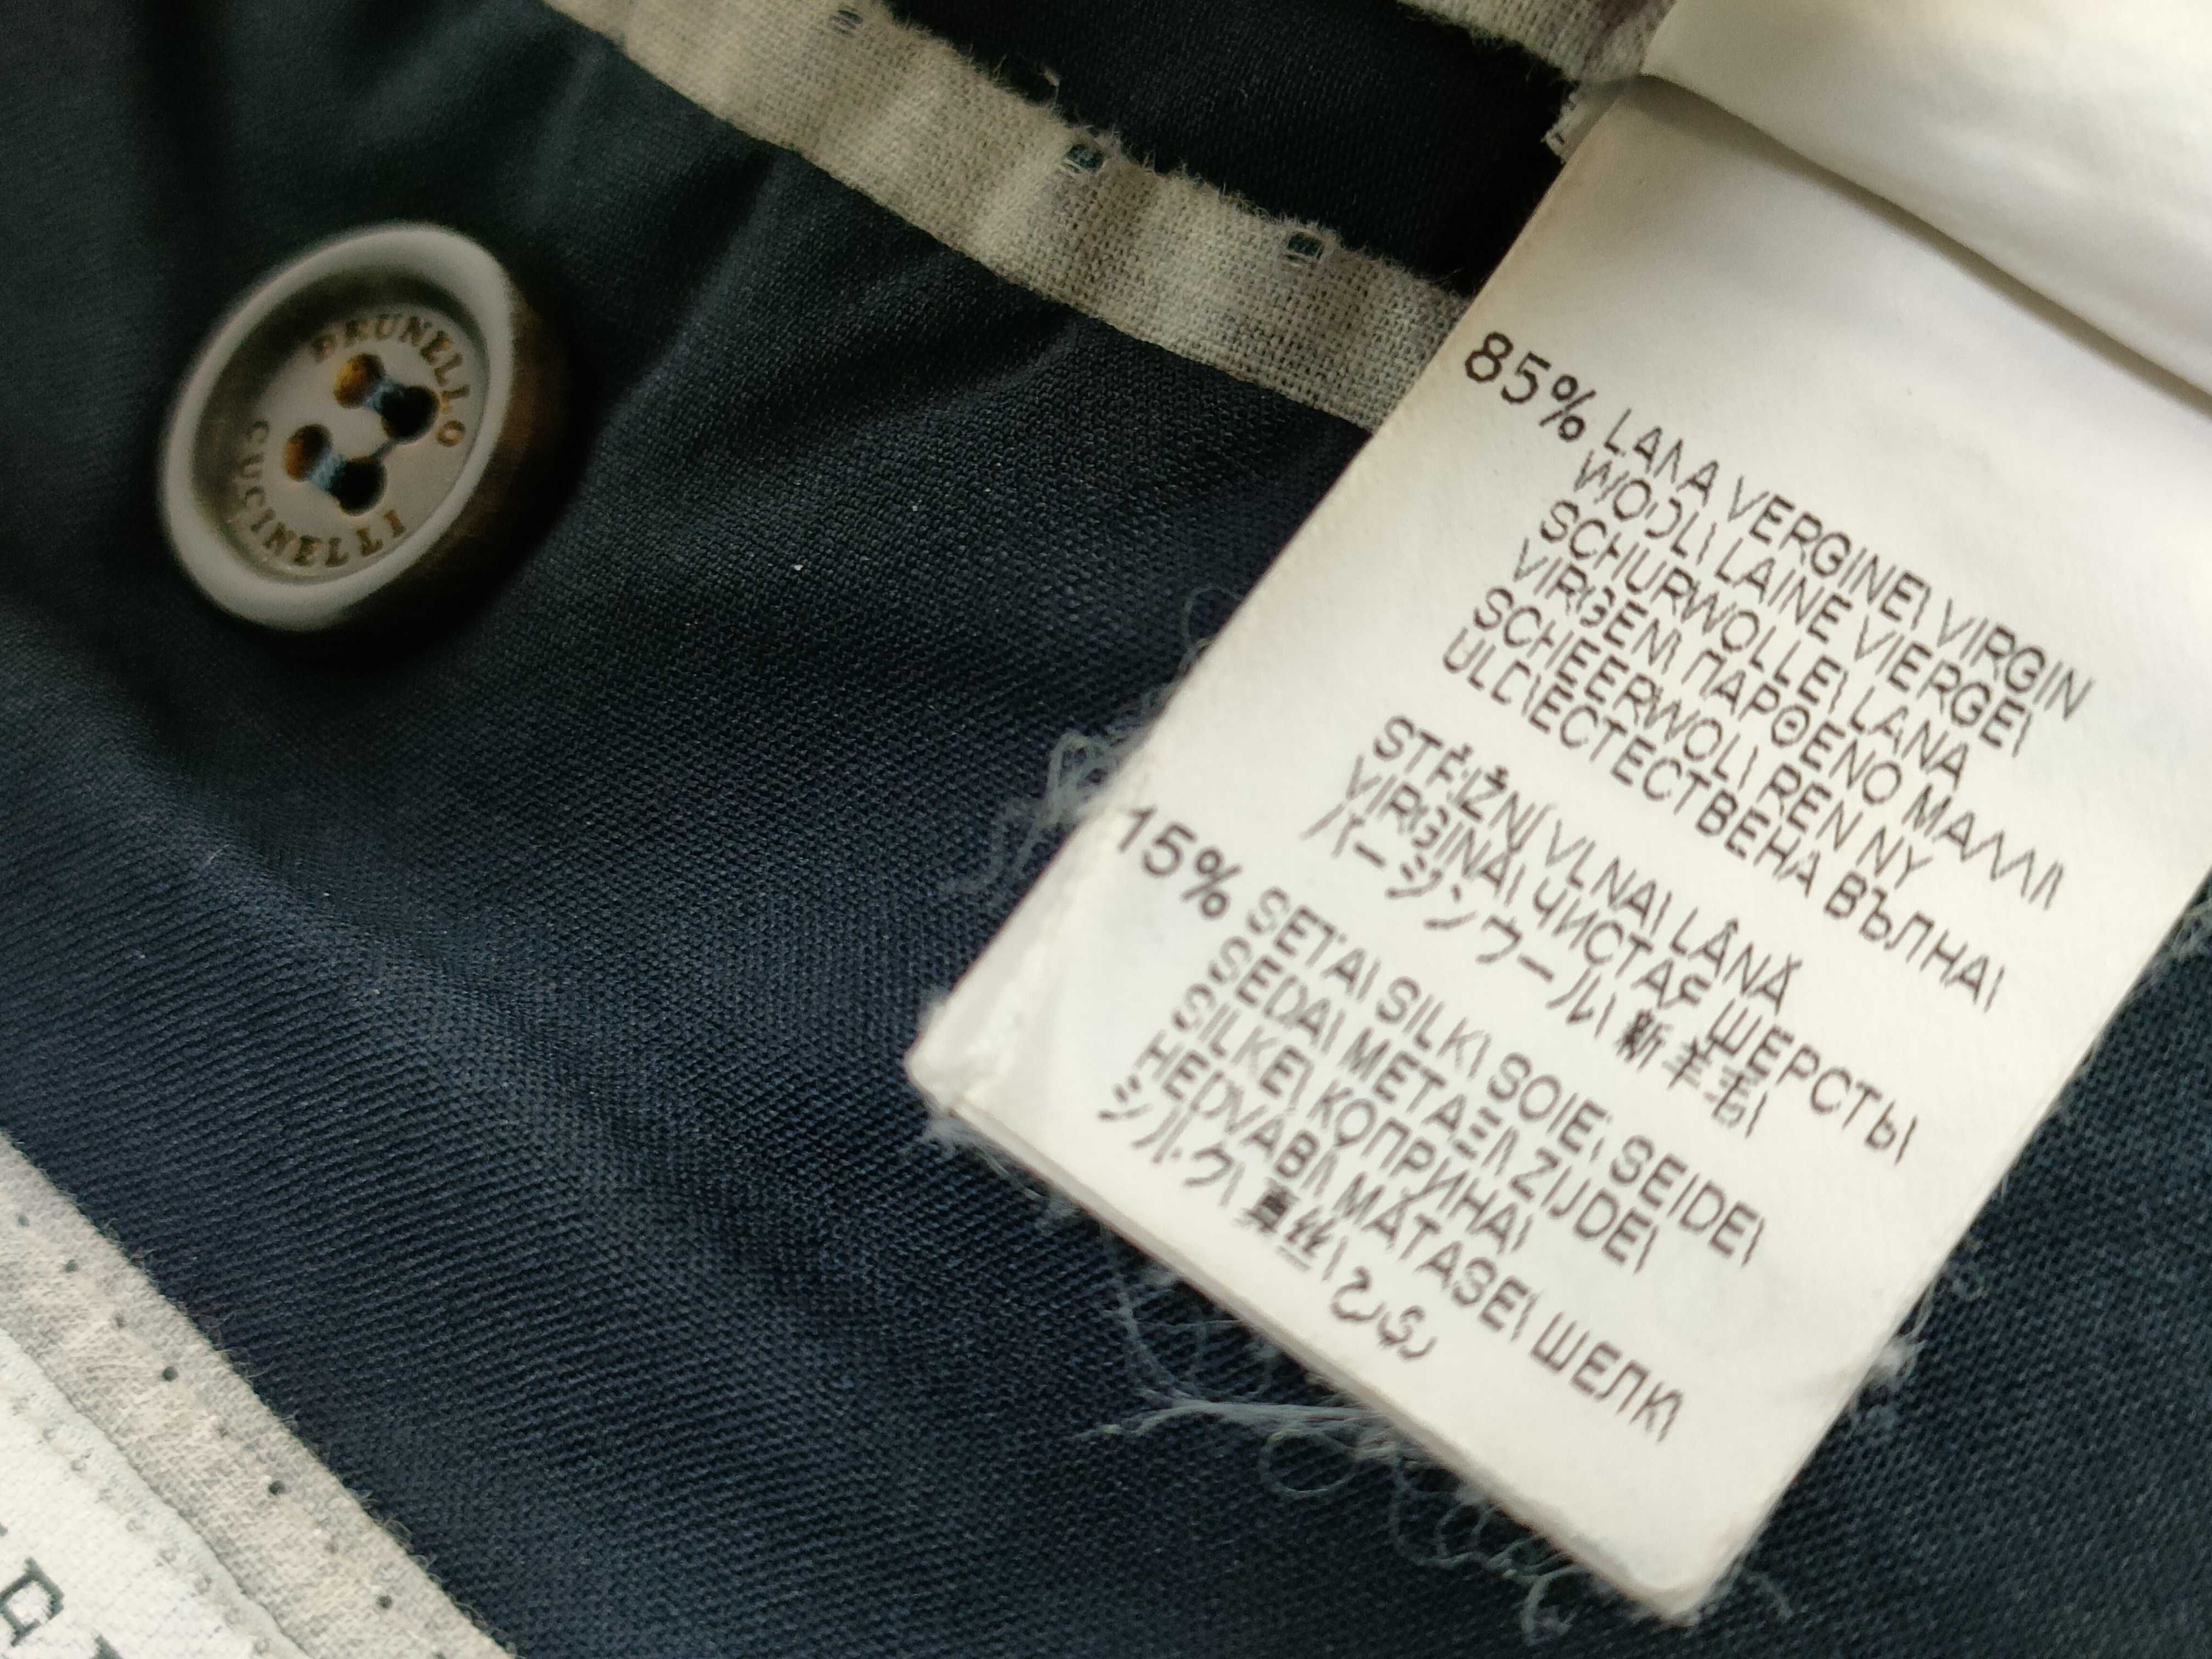 BRUNELLO
CUCINELLI
85% LANA VERGINE\ VIRGIN
WOOL\ LAINE VIERGE\
SCHURWOLLE\ LANA
VIRGEN\ ΠΑΡΘΕΝΟ ΜΑΛΛΙ\
SCHEERWOL\ REN NY
ULD\ЕСТЕСТВЕНА ВЪЛНА\
STŘIŽNÍ VLNA\ LÂNĂ
VIRGINĂ\ ЧИСТАЯ ШЕРСТЬ\
バージンウール\ 新羊毛\
15% SETA\ SILK\ SOIE\ SEIDE\
SEDA\ ΜΕΤΑΞΙ\ ZIJDE\
SILKE\ КОПРИНА\
HEDVÁBÍ\ MĂTASE\ ШЕЛК\
シルク\ 真丝\